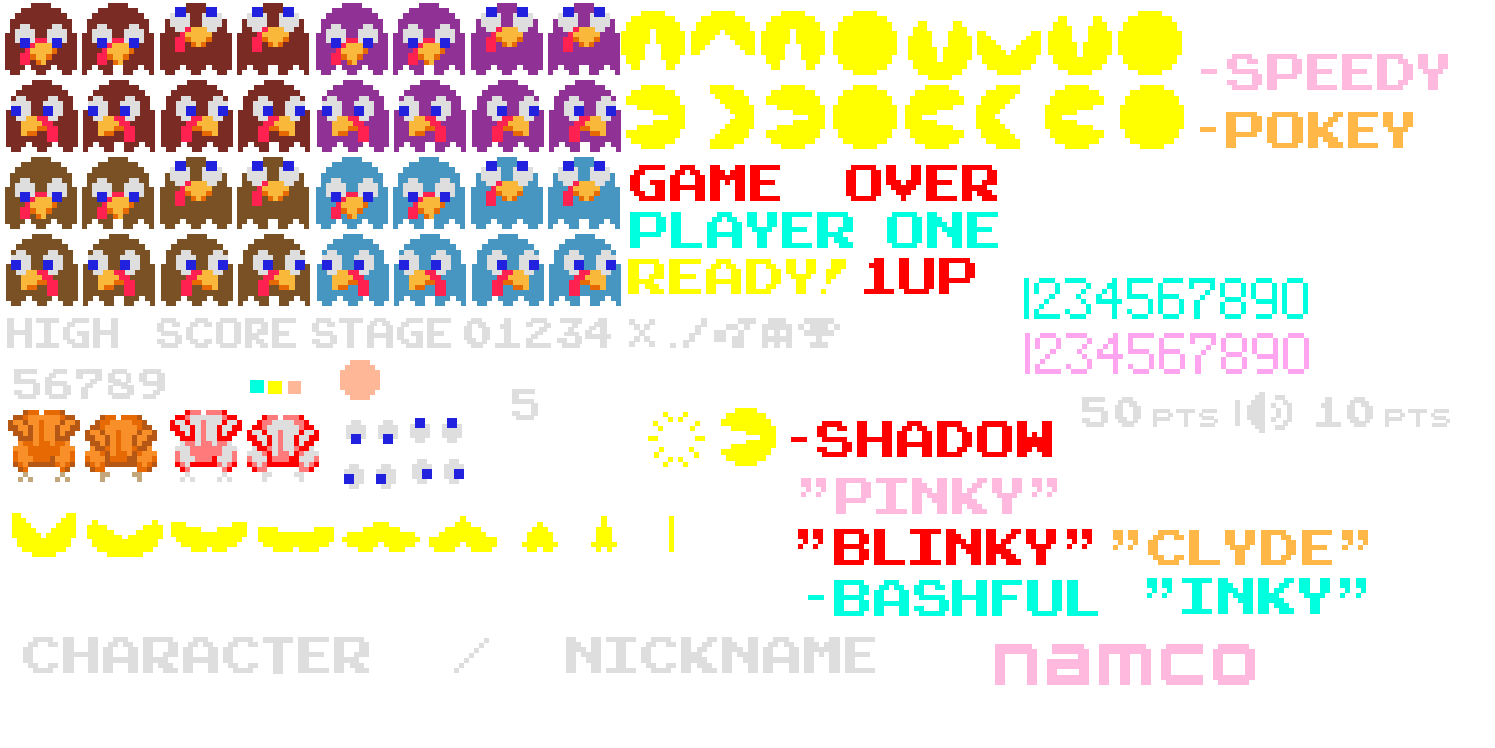 -SPEEDY
-POKEY
GAME OVER
PLAYER ONE
READY! 1UP
1234567890
HIGH SCORE STAGE 01234 X ./-
1234567890
56789
5
50 PTS 10 PTS
-SHADOW
"PINKY"
"BLINKY" "CLYDE"
-BASHFUL "INKY"
CHARACTER / NICKNAME
namco